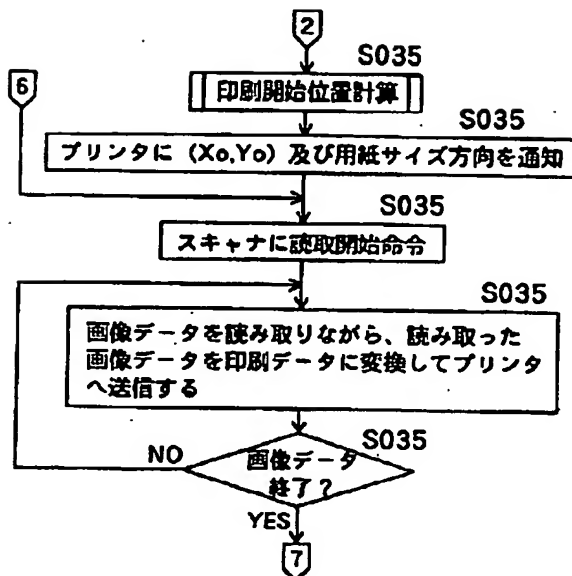 2
S035
6
印刷開始位置計算
S035
プリンタに (Xo,Yo) 及び用紙サイズ方向を通知
S035
スキャナに読取開始命令
S035
画像データを読み取りながら、読み取った
画像データを印刷データに変換してプリンタ
へ送信する
S035
NO
画像データ
終了?
YES
7